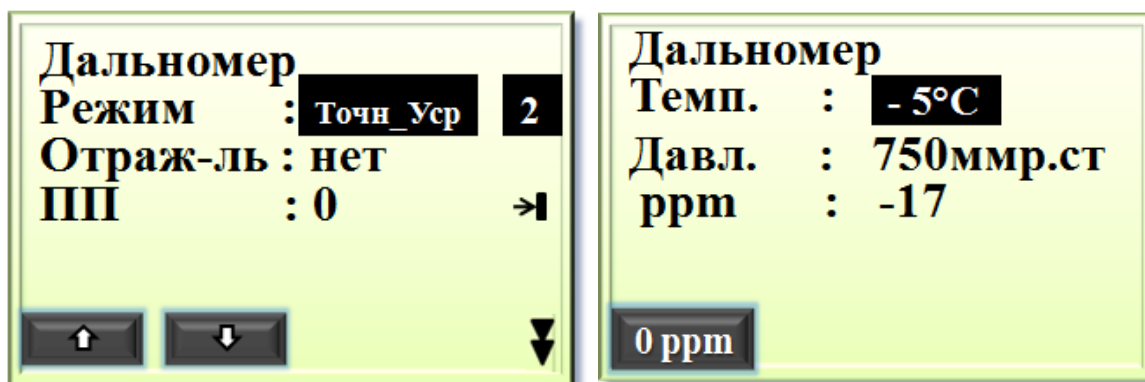 Дальномер
Режим : Точн_Уср 2
Отраж-ль : нет
ПП : 0
Дальномер
Темп. : - 5°C
Давл. : 750ммр.ст
ppm : -17
0 ppm